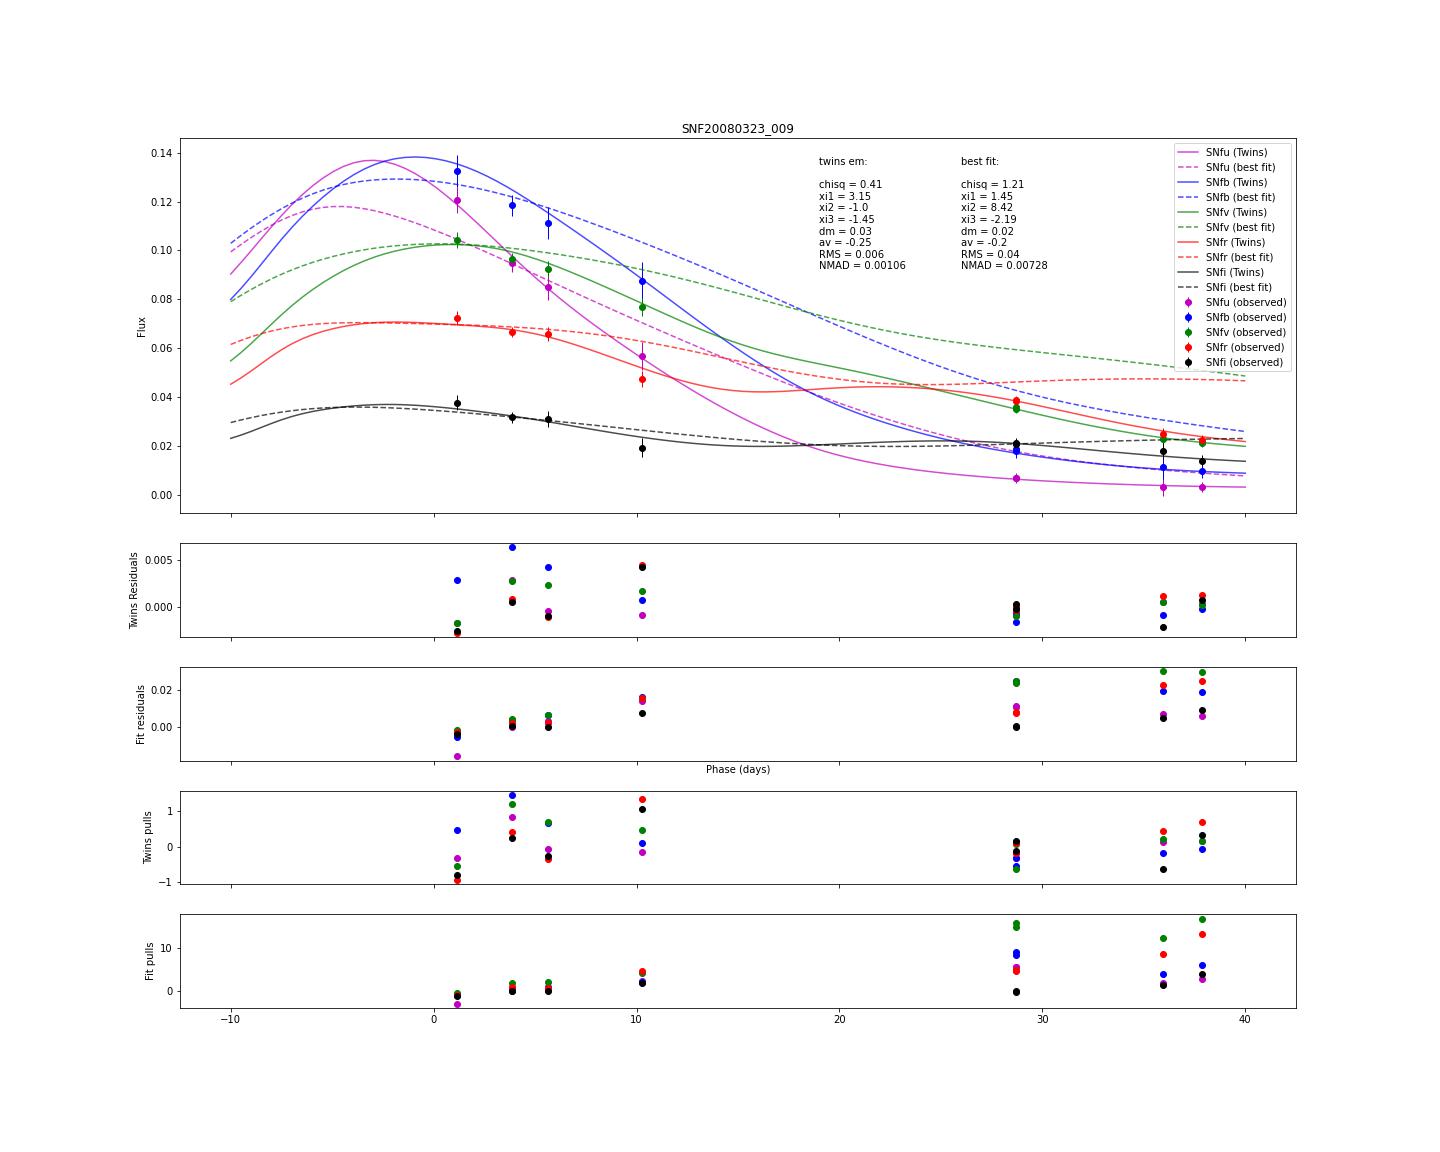 SNF20080323_009
0.14
0.12
0.10
0.08
0.06
0.04
0.02
0.00
Flux
twins em:
chisq = 0.41
xi1 = 3.15
xi2 = -1.0
xi3 = -1.45
dm = 0.03
av = -0.25
RMS = 0.006
NMAD = 0.00106
best fit:
chisq = 1.21
xi1 = 1.45
xi2 = 8.42
xi3 = -2.19
dm = 0.02
av = -0.2
RMS = 0.04
NMAD = 0.00728
SNfu (Twins)
SNfu (best fit)
SNfb (Twins)
SNfb (best fit)
SNfv (Twins)
SNfv (best fit)
SNfr (Twins)
SNfr (best fit)
SNfi (Twins)
SNfi (best fit)
SNfu (observed)
SNfb (observed)
SNfv (observed)
SNfr (observed)
SNfi (observed)
0.005
0.000
Twins Residuals
0.02
0.00
Fit residuals
Phase (days)
1
0
−1
Twins pulls
10
0
Fit pulls
−10
0
10
20
30
40